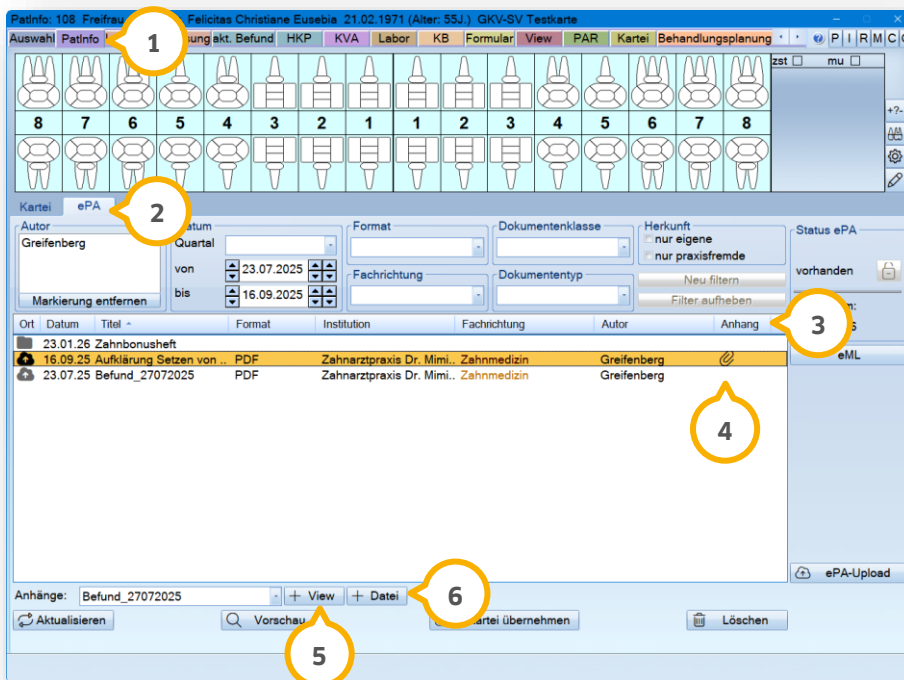 PatInfo: 108 Freifrau Felicitas Christiane Eusebia 21.02.1971 (Alter: 55J.) GKV-SV Testkarte
Auswahl PatInfo sung akt. Befund HKP KVA Labor KB Formular View PAR Kartei Behandlungsplanung P I R M C
1
zst mu
8 7 6 5 4 3 2 1 1 2 3 4 5 6 7 8
+?-
Kartei ePA
2
Autor
Greifenberg
Markierung entfernen
atum
Quartal
von 23.07.2025
bis 16.09.2025
Format
Fachrichtung
Dokumentenklasse
Dokumententyp
Herkunft
nur eigene
nur praxisfremde
Neu filtern
Filter aufheben
Status ePA
vorhanden
m:
6
eML
3
Ort Datum Titel Format Institution Fachrichtung Autor Anhang
23.01.26 Zahnbonusheft
16.09.25 Aufklärung Setzen von .. PDF Zahnarztpraxis Dr. Mimi.. Zahnmedizin Greifenberg
23.07.25 Befund_27072025 PDF Zahnarztpraxis Dr. Mimi.. Zahnmedizin Greifenberg
4
ePA-Upload
Anhänge: Befund_27072025 + View + Datei
6
Aktualisieren Vorschau artei übernehmen Löschen
5